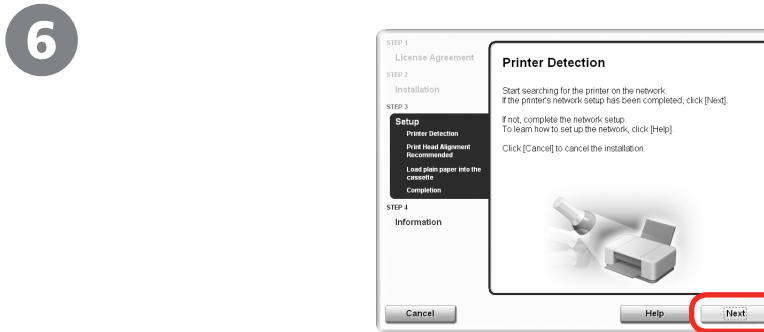 6
STEP 1
License Agreement
STEP 2
Installation
STEP 3
Setup
Printer Detection
Print Head Alignment
Recommended
Load plain paper into the
cassette
Completion
STEP 4
Information
Printer Detection
Start searching for the printer on the network.
If the printer's network setup has been completed, click [Next].
If not, complete the network setup.
To learn how to set up the network, click [Help].
Click [Cancel] to cancel the installation.
Cancel
Help
Next